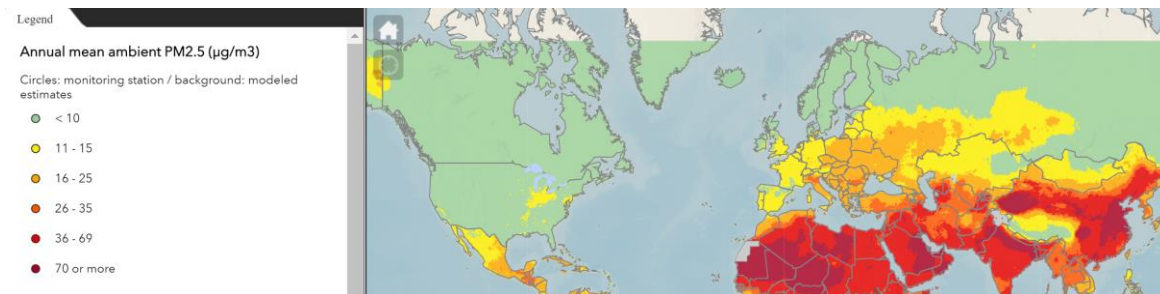 Legend
Annual mean ambient PM2.5 (µg/m3)
Circles: monitoring station / background: modeled
estimates
< 10
11 - 15
16 - 25
26 - 35
36 - 69
70 or more